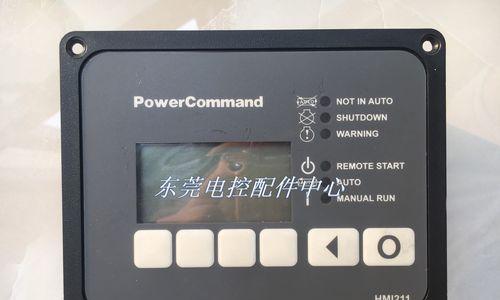 PowerCommand
AUTO
NOT IN AUTO
SHUTDOWN
WARNING
REMOTE START
AUTO
MANUAL RUN
东莞电控配件中心
HMI211